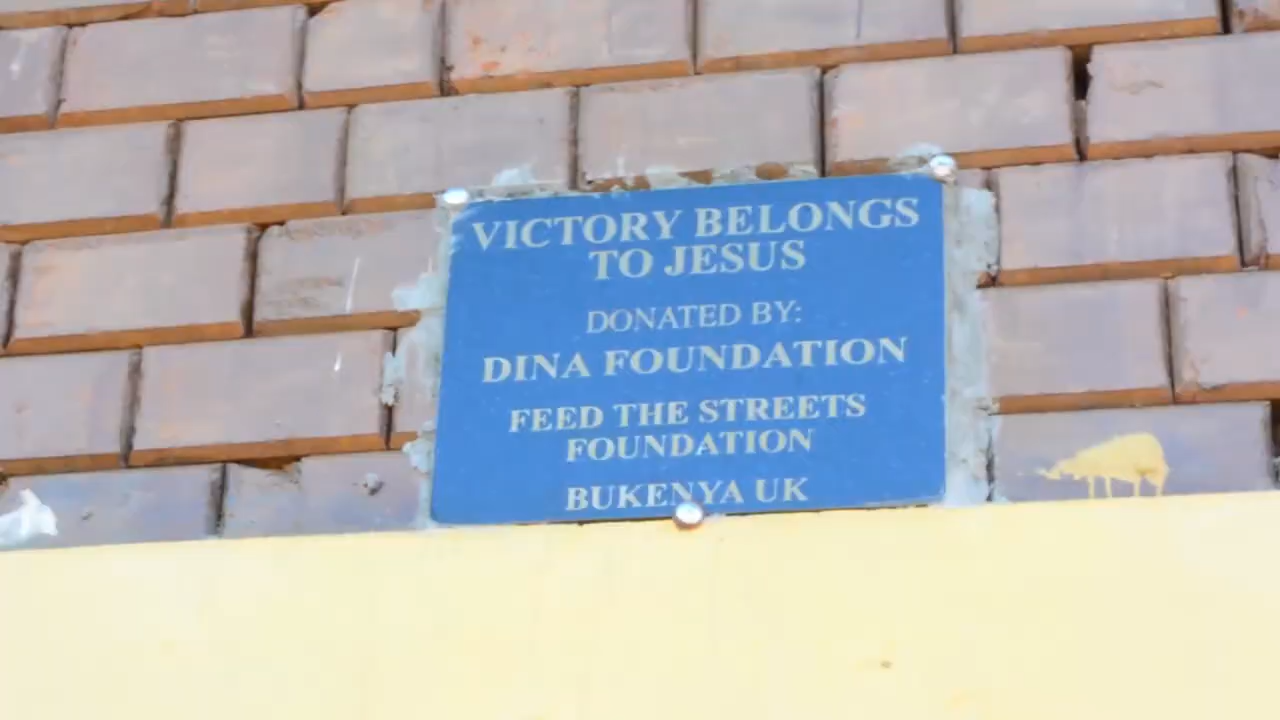 VICTORY BELONGS
TO JESUS
DONATED BY:
DINA FOUNDATION
FEED THE STREETS
FOUNDATION
BUKENYA UK